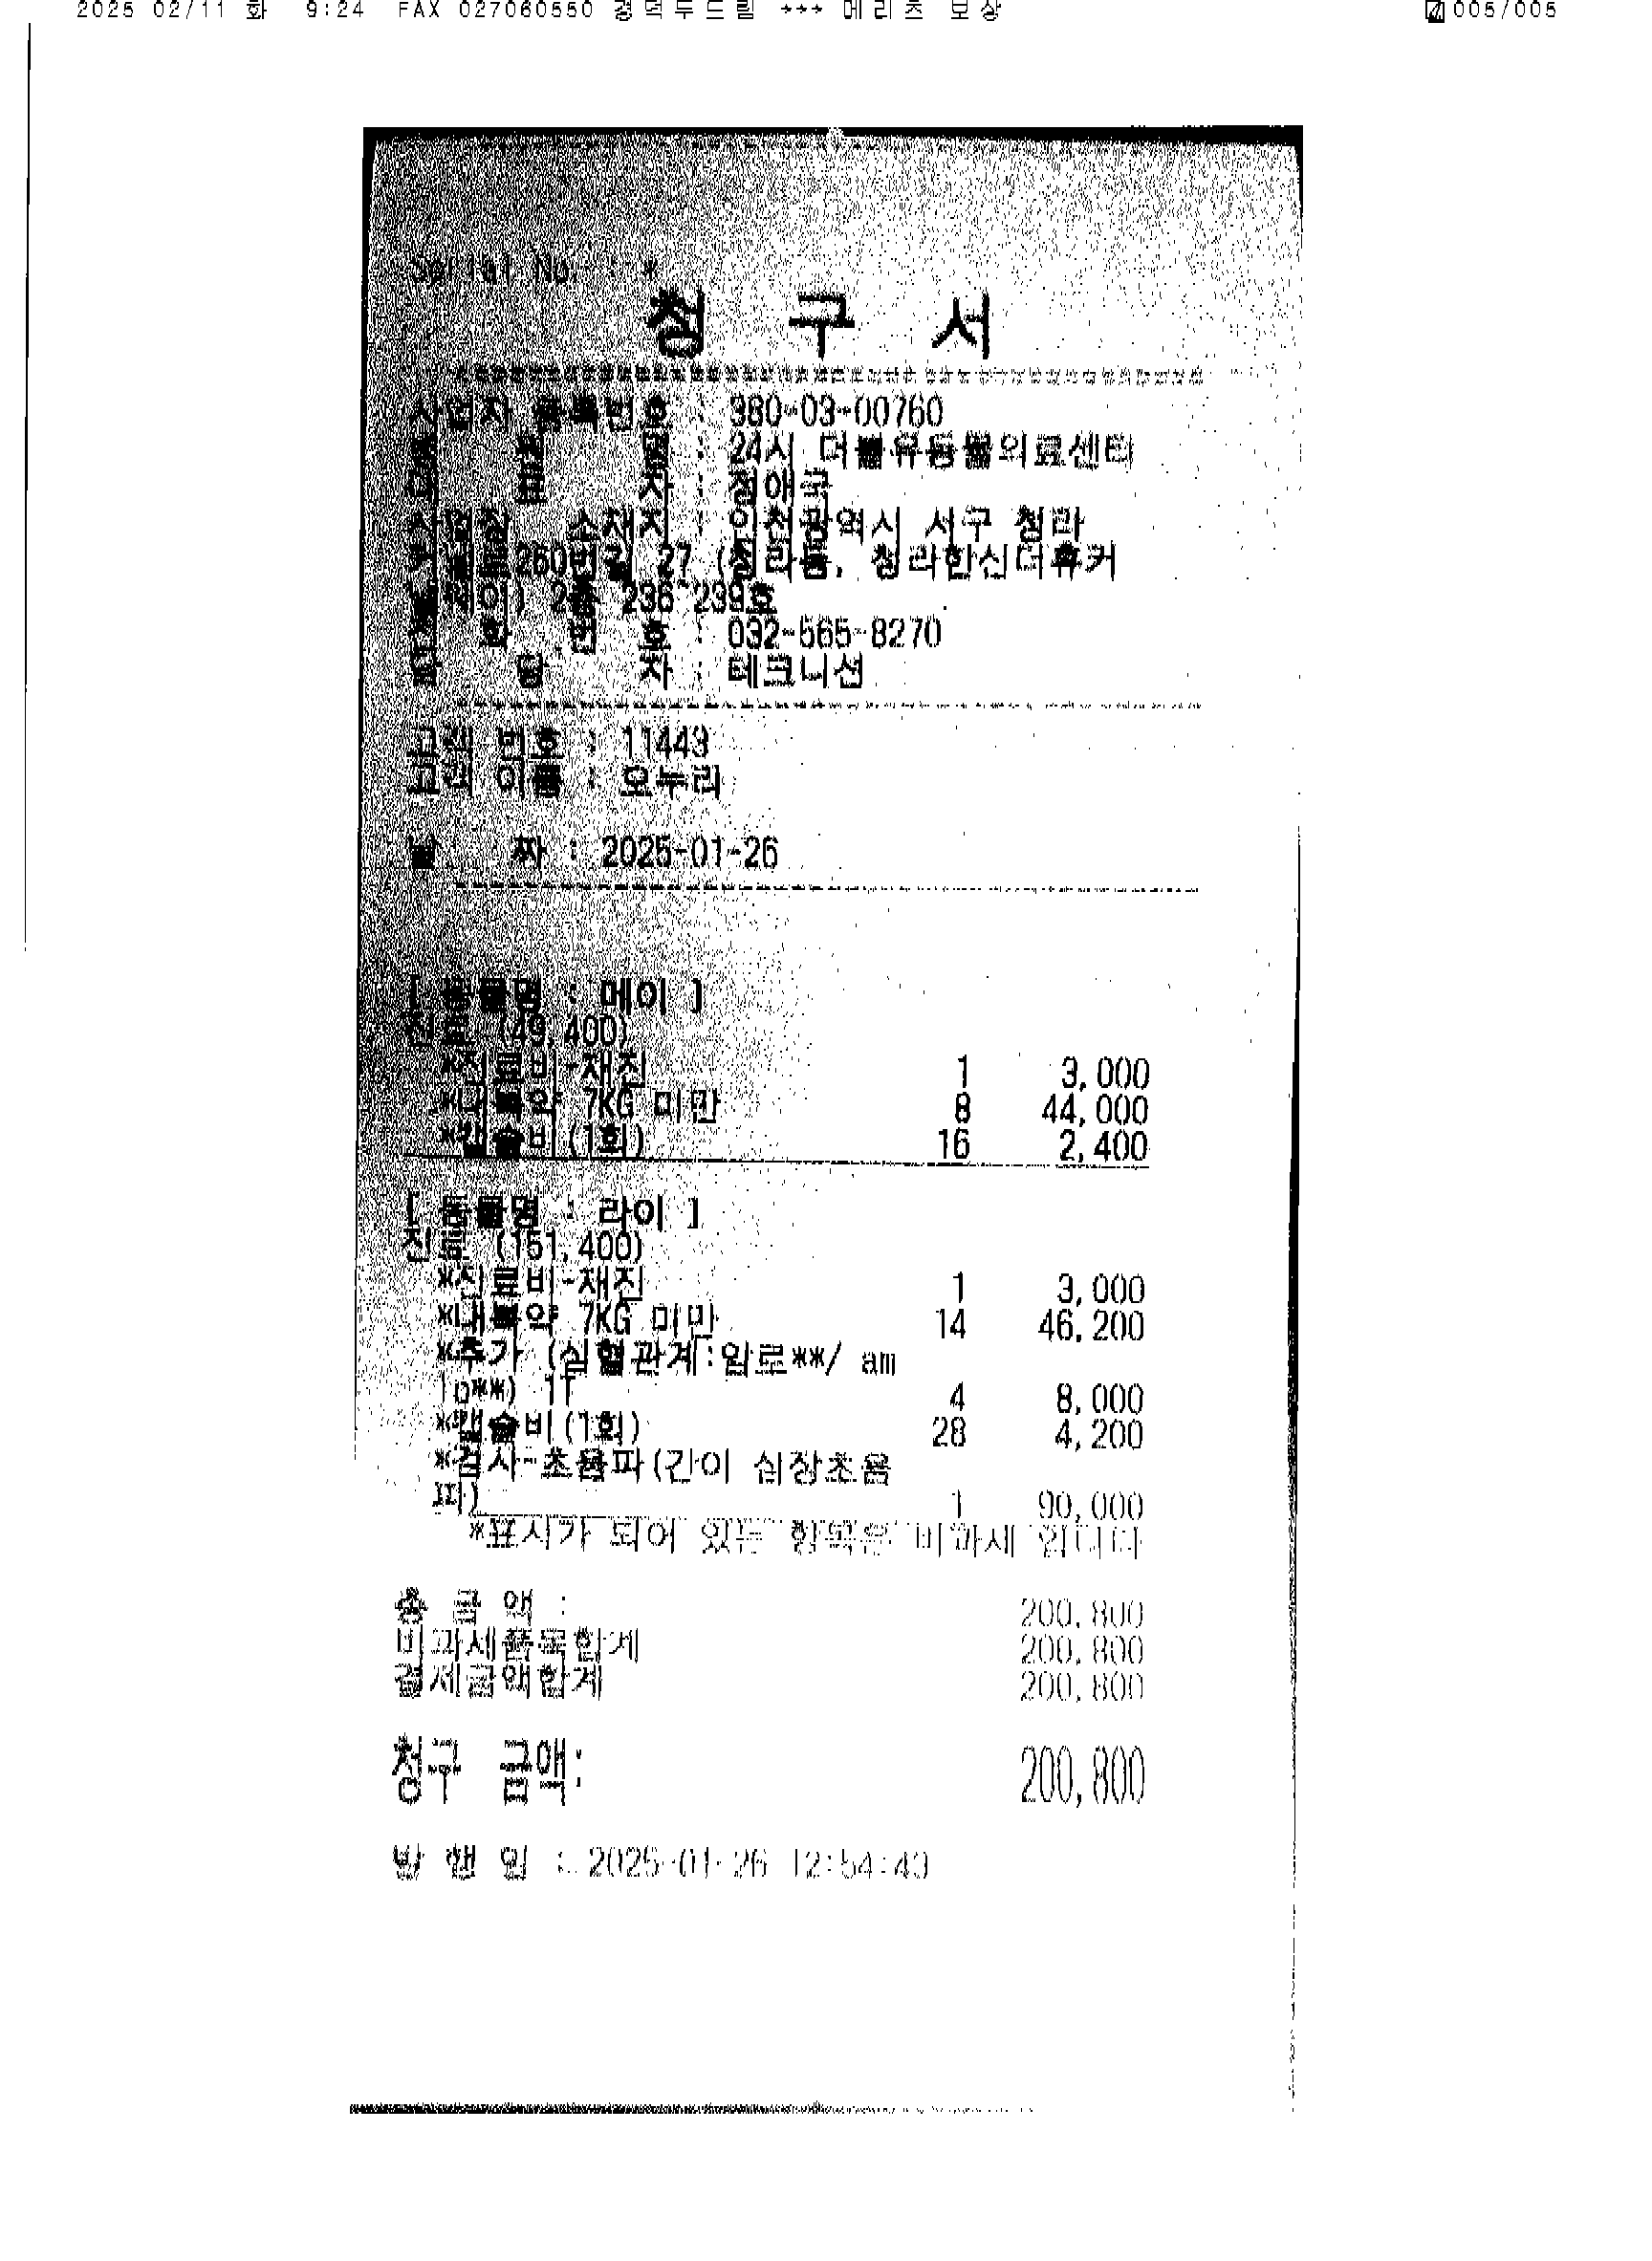 2025 02/11 화 9:24 FAX 027060550 경덕두드림 →→→ 메리츠 보상 005/005
Serial No. : *
청 구 서
사업자 등록번호 : 380-03-00760
병 원 명 : 24시 더블유동물의료센터
대 표 자 : 정애국
사업장 소재지 : 인천광역시 서구 청라
260번길 27 (청라동, 청라한신더휴커
널웨이) 2층 236~239호
전 화 번 호 : 032-565-8270
담 당 자 : 테크니션
고객 번호 : 11443
고객 이름 : 오누리
날 짜 : 2025-01-26
[ 동물명 : 메이 ]
진료 (49,400)
*진료비-재진 1 3,000
*내복약 7KG 미만 8 44,000
*캡슐비(1회) 16 2,400
[ 동물명 : 라이 ]
진료 (151,400)
*진료비-재진 1 3,000
*내복약 7KG 미만 14 46,200
*추가 (심혈관계:암로**/ am
lo**) 1T 4 8,000
*캡슐비(1회) 28 4,200
*검사-초음파(간이 심장초음
파) 1 90,000
*표시가 되어 있는 항목은 비과세 입니다
총 금 액 : 200,800
비과세품목합계 200,800
결제금액합계 200,800
청구 금액: 200,800
발 행 일 : 2025-01-26 12:54:43